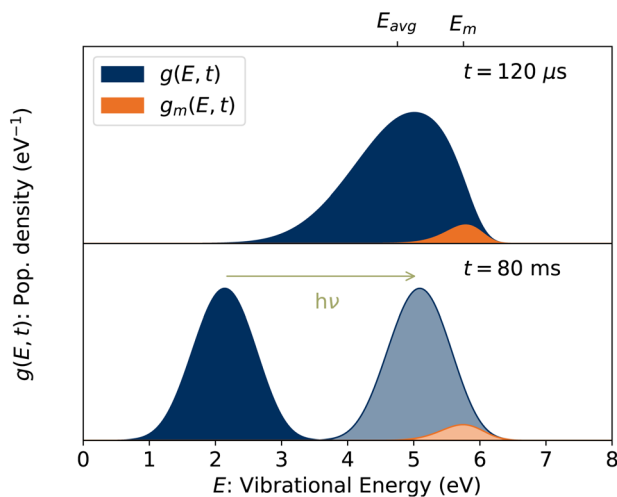 E_avg E_m
g(E, t)
g_m(E, t)
t = 120 μs
t = 80 ms
hν
g(E, t): Pop. density (eV⁻¹)
0 1 2 3 4 5 6 7 8
E: Vibrational Energy (eV)